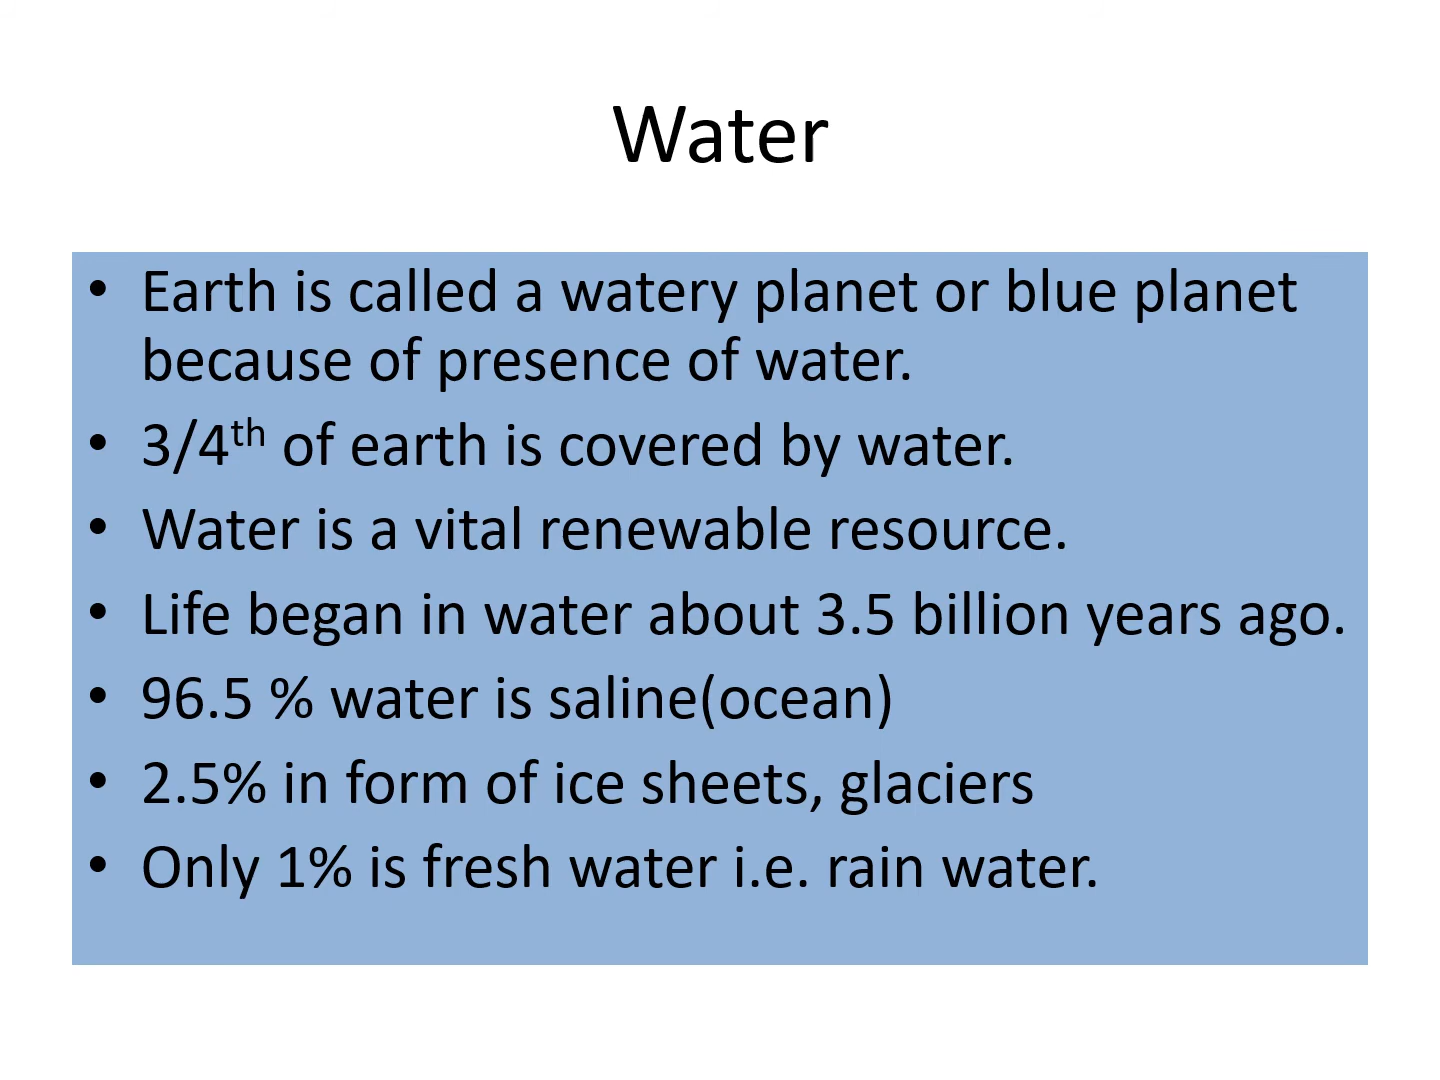 Water
• Earth is called a watery planet or blue planet
because of presence of water.
• 3/4th of earth is covered by water.
• Water is a vital renewable resource.
• Life began in water about 3.5 billion years ago.
• 96.5 % water is saline(ocean)
• 2.5% in form of ice sheets, glaciers
• Only 1% is fresh water i.e. rain water.